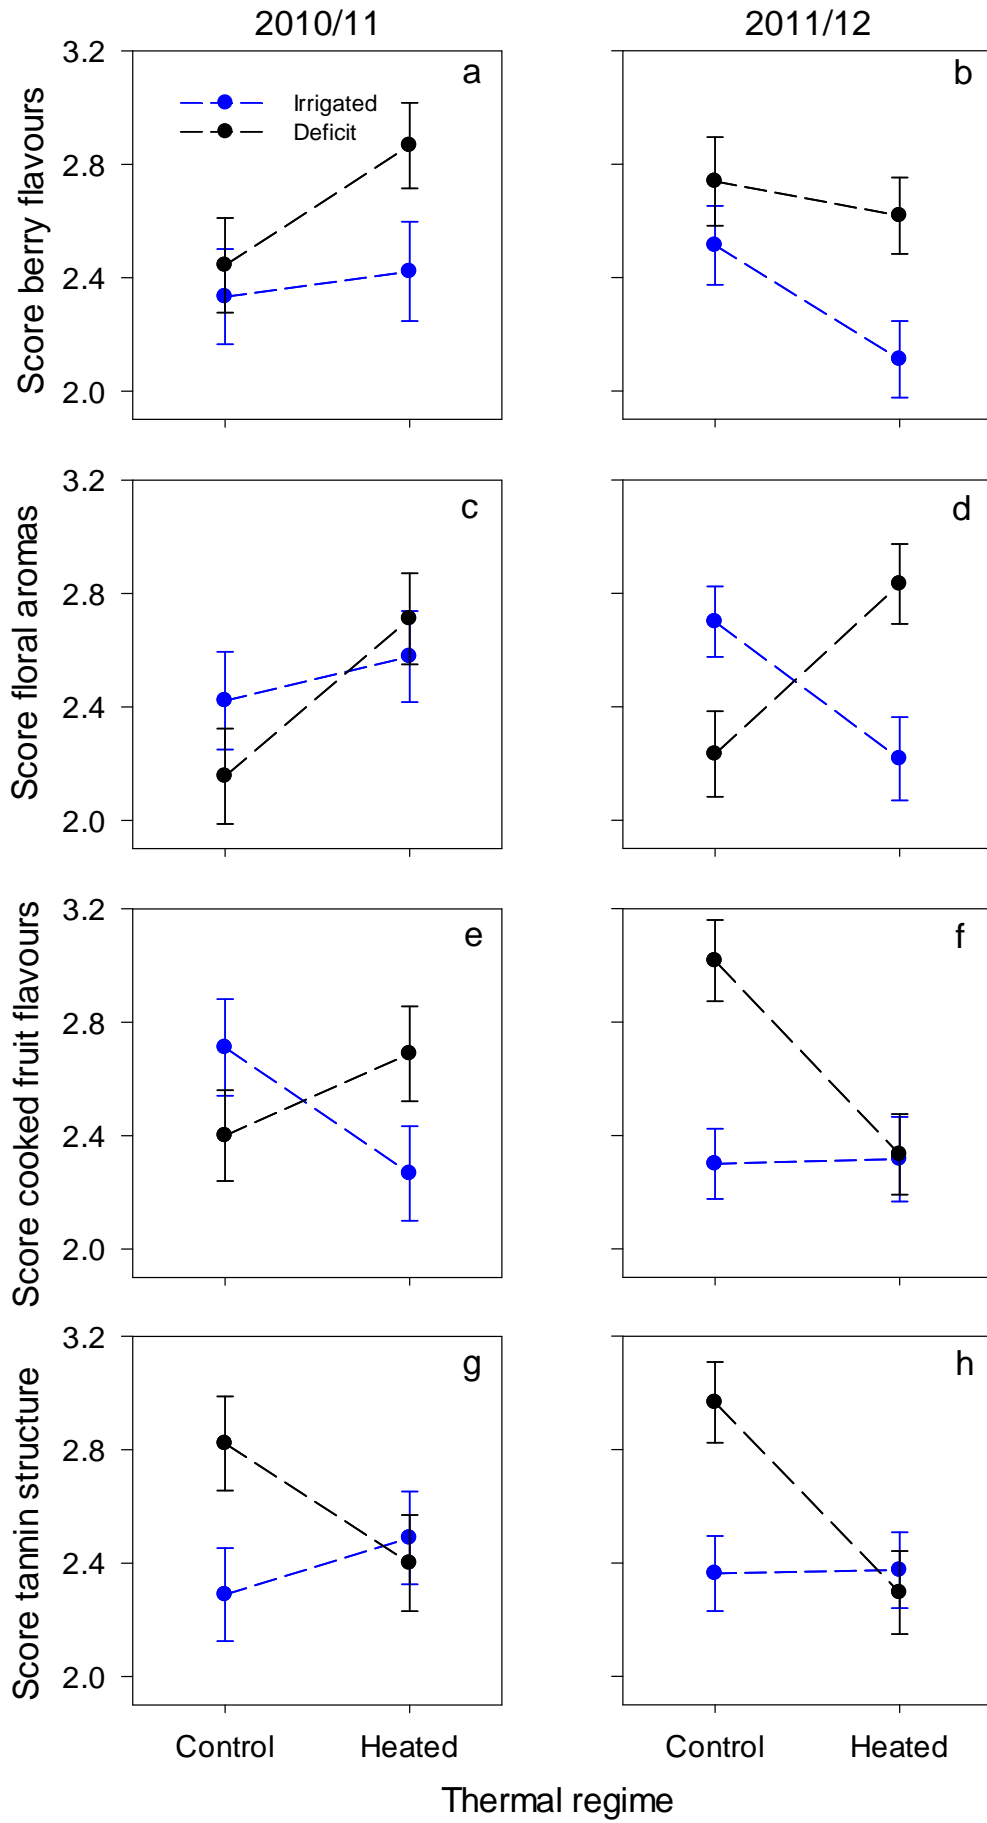 2010/11
2011/12
Score berry flavours
3.2
2.8
2.4
2.0
a
Irrigated
Deficit
b
Score floral aromas
3.2
2.8
2.4
2.0
c
d
Score cooked fruit flavours
3.2
2.8
2.4
2.0
e
f
Score tannin structure
3.2
2.8
2.4
2.0
g
h
Control Heated
Control Heated
Thermal regime